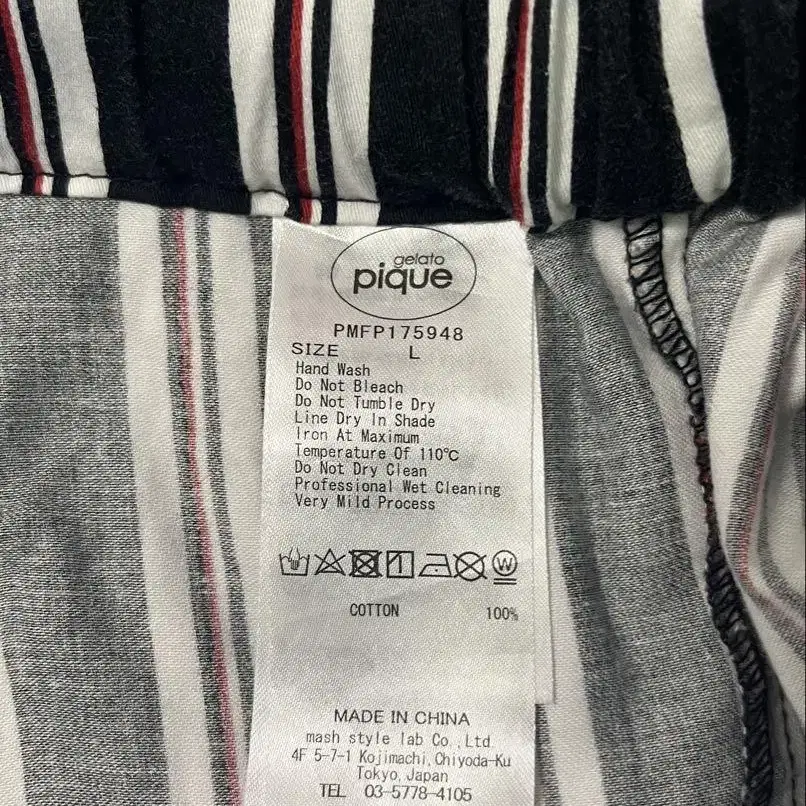 gelato
pique
PMFP175948
SIZE L
Hand Wash
Do Not Bleach
Do Not Tumble Dry
Line Dry In Shade
Iron At Maximum
Temperature Of 110℃
Do Not Dry Clean
Professional Wet Cleaning
Very Mild Process
W
COTTON 100%
MADE IN CHINA
mash style lab Co.,Ltd
4F 5-7-1 Kojimachi,Chiyoda-Ku
Tokyo,Japan
TEL 03-5778-4105